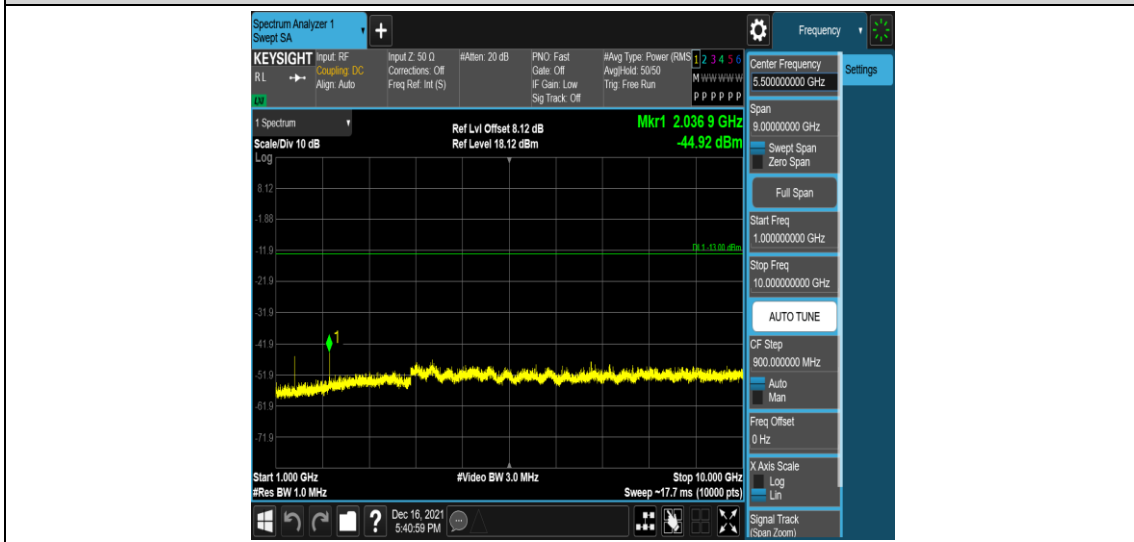 Spectrum Analyzer 1
Swept SA
+
Frequency
KEYSIGHT
RL
LXI
Input: RF
Coupling: DC
Align: Auto
Input Z: 50 Ω
Corrections: Off
Freq Ref: Int (S)
#Atten: 20 dB
PNO: Fast
Gate: Off
IF Gain: Low
Sig Track: Off
#Avg Type: Power (RMS
Avg|Hold: 50/50
Trig: Free Run
1 2 3 4 5 6
M W W W W W
P P P P P P
1 Spectrum
Scale/Div 10 dB
Ref Lvl Offset 8.12 dB
Ref Level 18.12 dBm
Mkr1 2.036 9 GHz
-44.92 dBm
Log
8.12
-1.88
-11.9
-21.9
-31.9
-41.9
-51.9
-61.9
-71.9
DL1 -13.00 dBm
1
Start 1.000 GHz
#Res BW 1.0 MHz
#Video BW 3.0 MHz
Stop 10.000 GHz
Sweep ~17.7 ms (10000 pts)
Center Frequency
5.50000000 GHz
Settings
Span
9.00000000 GHz
Swept Span
Zero Span
Full Span
Start Freq
1.000000000 GHz
Stop Freq
10.000000000 GHz
AUTO TUNE
CF Step
900.000000 MHz
Auto
Man
Freq Offset
0 Hz
X Axis Scale
Log
Lin
Signal Track
(Span Zoom)
?
Dec 16, 2021
5:40:59 PM